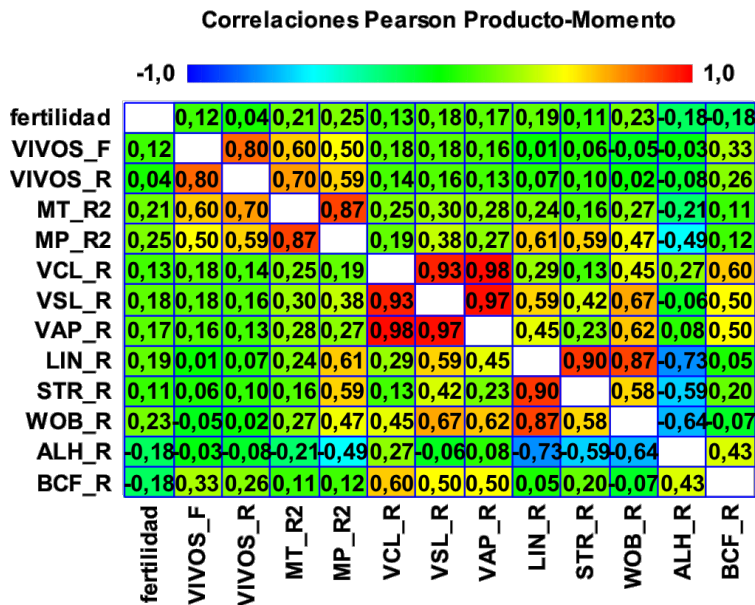 Correlaciones Pearson Producto-Momento
-1,0 1,0
fertilidad 0,12 0,04 0,21 0,25 0,13 0,18 0,17 0,19 0,11 0,23 -0,18 -0,18
VIVOS_F 0,12 0,80 0,60 0,50 0,18 0,18 0,16 0,01 0,06 -0,05 -0,03 0,33
VIVOS_R 0,04 0,80 0,70 0,59 0,14 0,16 0,13 0,07 0,10 0,02 -0,08 0,26
MT_R2 0,21 0,60 0,70 0,87 0,25 0,30 0,28 0,24 0,16 0,27 -0,21 0,11
MP_R2 0,25 0,50 0,59 0,87 0,19 0,38 0,27 0,61 0,59 0,47 -0,49 0,12
VCL_R 0,13 0,18 0,14 0,25 0,19 0,93 0,98 0,29 0,13 0,45 0,27 0,60
VSL_R 0,18 0,18 0,16 0,30 0,38 0,93 0,97 0,59 0,42 0,67 -0,06 0,50
VAP_R 0,17 0,16 0,13 0,28 0,27 0,98 0,97 0,45 0,23 0,62 0,08 0,50
LIN_R 0,19 0,01 0,07 0,24 0,61 0,29 0,59 0,45 0,90 0,87 -0,73 0,05
STR_R 0,11 0,06 0,10 0,16 0,59 0,13 0,42 0,23 0,90 0,58 -0,59 0,20
WOB_R 0,23 -0,05 0,02 0,27 0,47 0,45 0,67 0,62 0,87 0,58 -0,64 -0,07
ALH_R -0,18 -0,03 -0,08 -0,21 -0,49 0,27 -0,06 0,08 -0,73 -0,59 -0,64 0,43
BCF_R -0,18 0,33 0,26 0,11 0,12 0,60 0,50 0,50 0,05 0,20 -0,07 0,43
fertilidad VIVOS_F VIVOS_R MT_R2 MP_R2 VCL_R VSL_R VAP_R LIN_R STR_R WOB_R ALH_R BCF_R